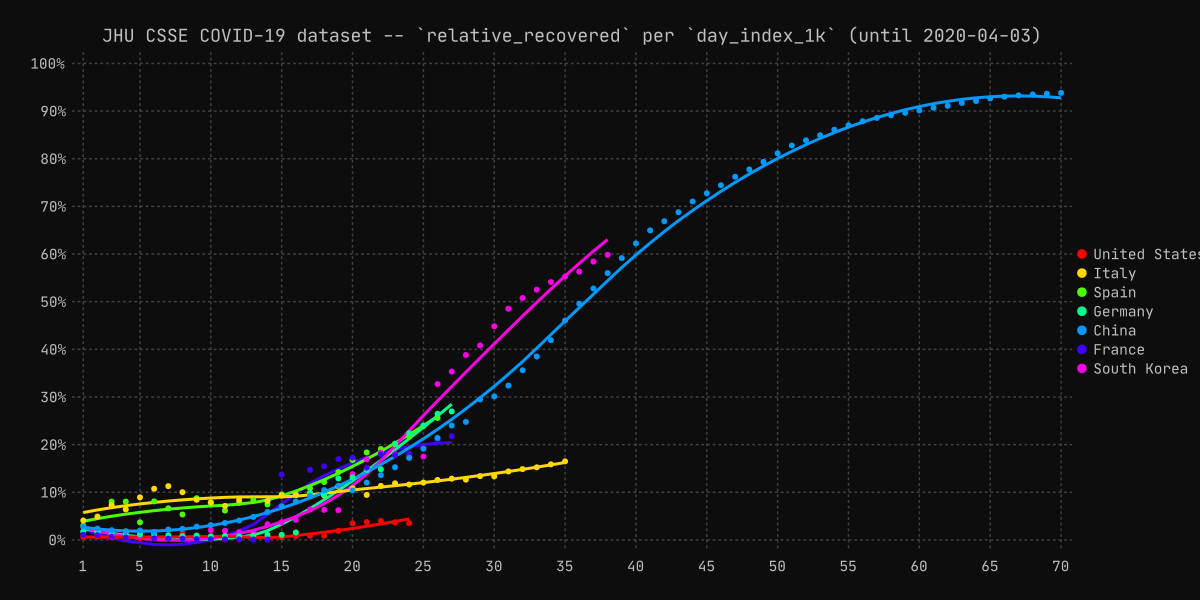 JHU CSSE COVID-19 dataset -- `relative_recovered` per `day_index_1k` (until 2020-04-03)
100%
90%
80%
70%
60%
50%
40%
30%
20%
10%
0%
1 5 10 15 20 25 30 35 40 45 50 55 60 65 70
United States
Italy
Spain
Germany
China
France
South Korea